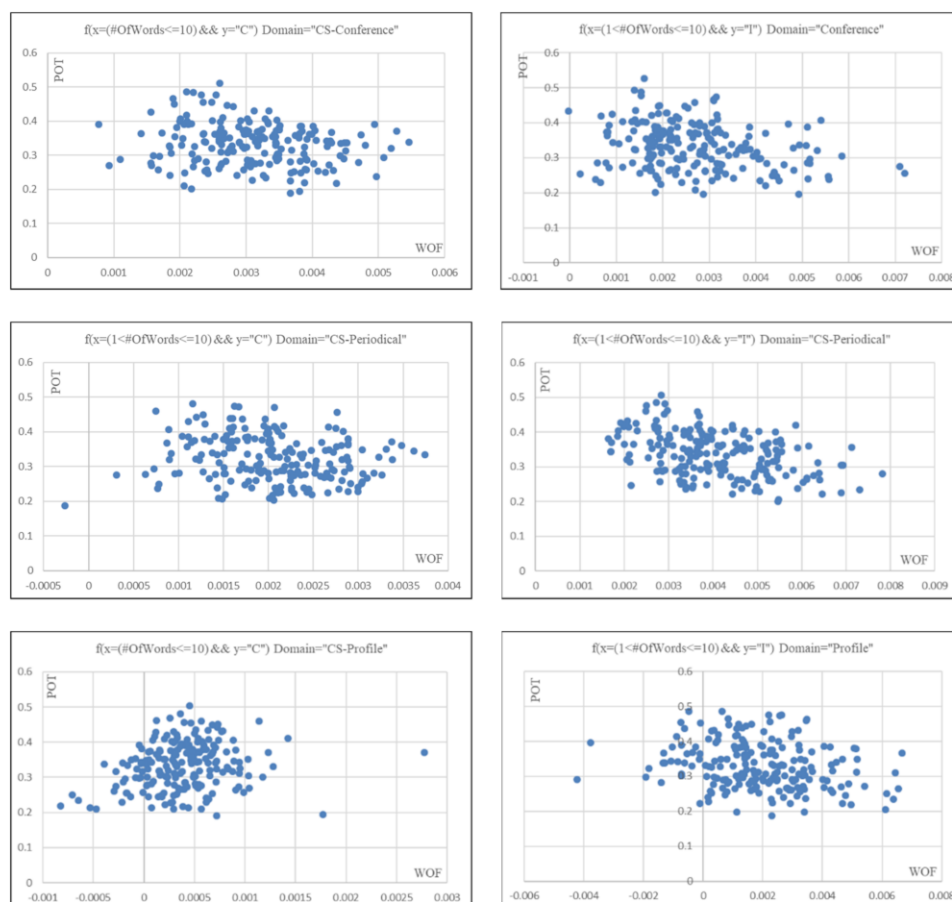 f(x=(#OfWords<=10) && y="C") Domain="CS-Conference"
0.6
POT
0.5
0.4
0.3
0.2
0.1
WOF
0
0 0.001 0.002 0.003 0.004 0.005 0.006
f(x=(1<#OfWords<=10) && y="I") Domain="Conference"
0.6
POT
0.5
0.4
0.3
0.2
0.1
WOF
0
-0.001 0 0.001 0.002 0.003 0.004 0.005 0.006 0.007 0.008
f(x=(1<#OfWords<=10) && y="C") Domain="CS-Periodical"
0.6
POT
0.5
0.4
0.3
0.2
0.1
WOF
0
-0.0005 0 0.0005 0.001 0.0015 0.002 0.0025 0.003 0.0035 0.004
f(x=(1<#OfWords<=10) && y="I") Domain="CS-Periodical"
0.6
POT
0.5
0.4
0.3
0.2
0.1
WOF
0
0 0.001 0.002 0.003 0.004 0.005 0.006 0.007 0.008 0.009
f(x=(#OfWords<=10) && y="C") Domain="CS-Profile"
0.6
POT
0.5
0.4
0.3
0.2
0.1
WOF
0
-0.001 -0.0005 0 0.0005 0.001 0.0015 0.002 0.0025 0.003
f(x=(1<#OfWords<=10) && y="I") Domain="Profile"
0.6
POT
0.5
0.4
0.3
0.2
0.1
WOF
0
-0.006 -0.004 -0.002 0 0.002 0.004 0.006 0.008